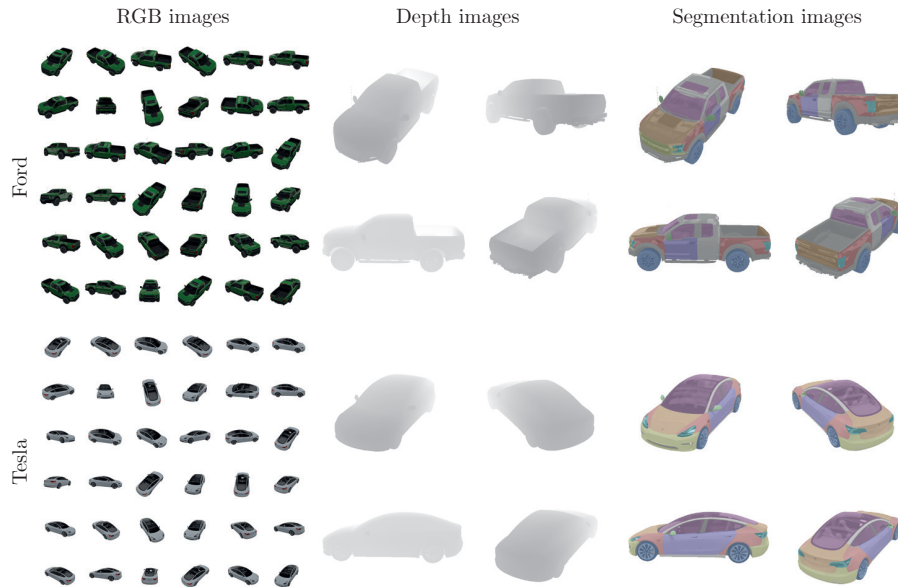 RGB images
Depth images
Segmentation images
Ford
Tesla